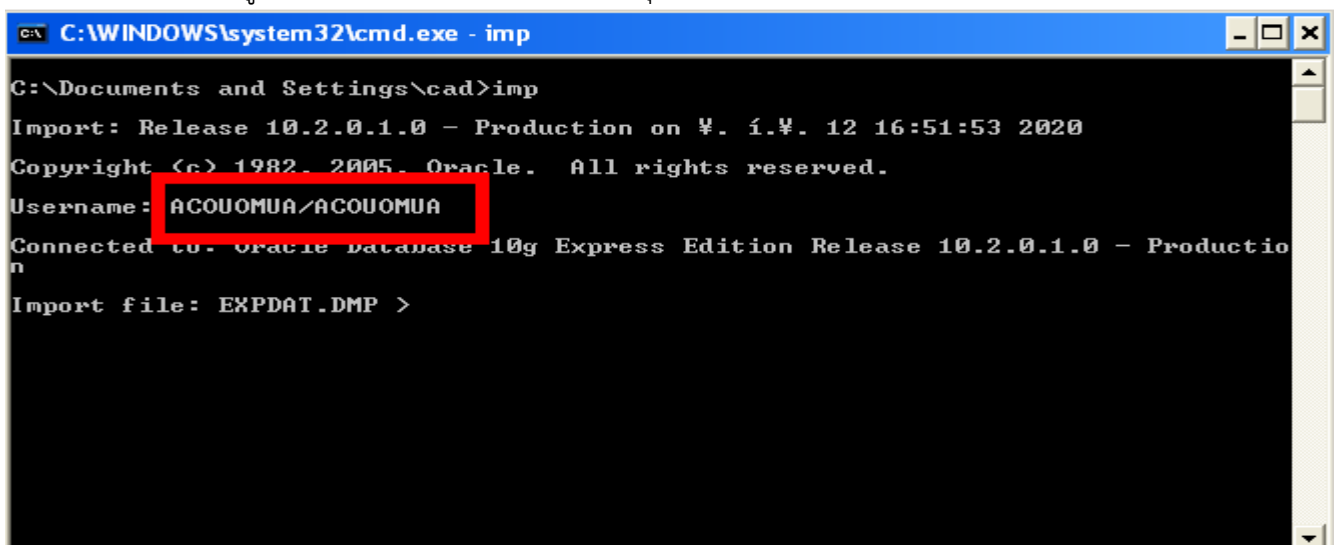 C:\WINDOWS\system32\cmd.exe - imp
C:\Documents and Settings\cad>imp
Import: Release 10.2.0.1.0 - Production on ¥. í.¥. 12 16:51:53 2020
Copyright (c) 1982, 2005, Oracle.  All rights reserved.
Username: ACOUOMUA/ACOUOMUA
Connected to: Oracle Database 10g Express Edition Release 10.2.0.1.0 - Productio
n
Import file: EXPDAT.DMP >